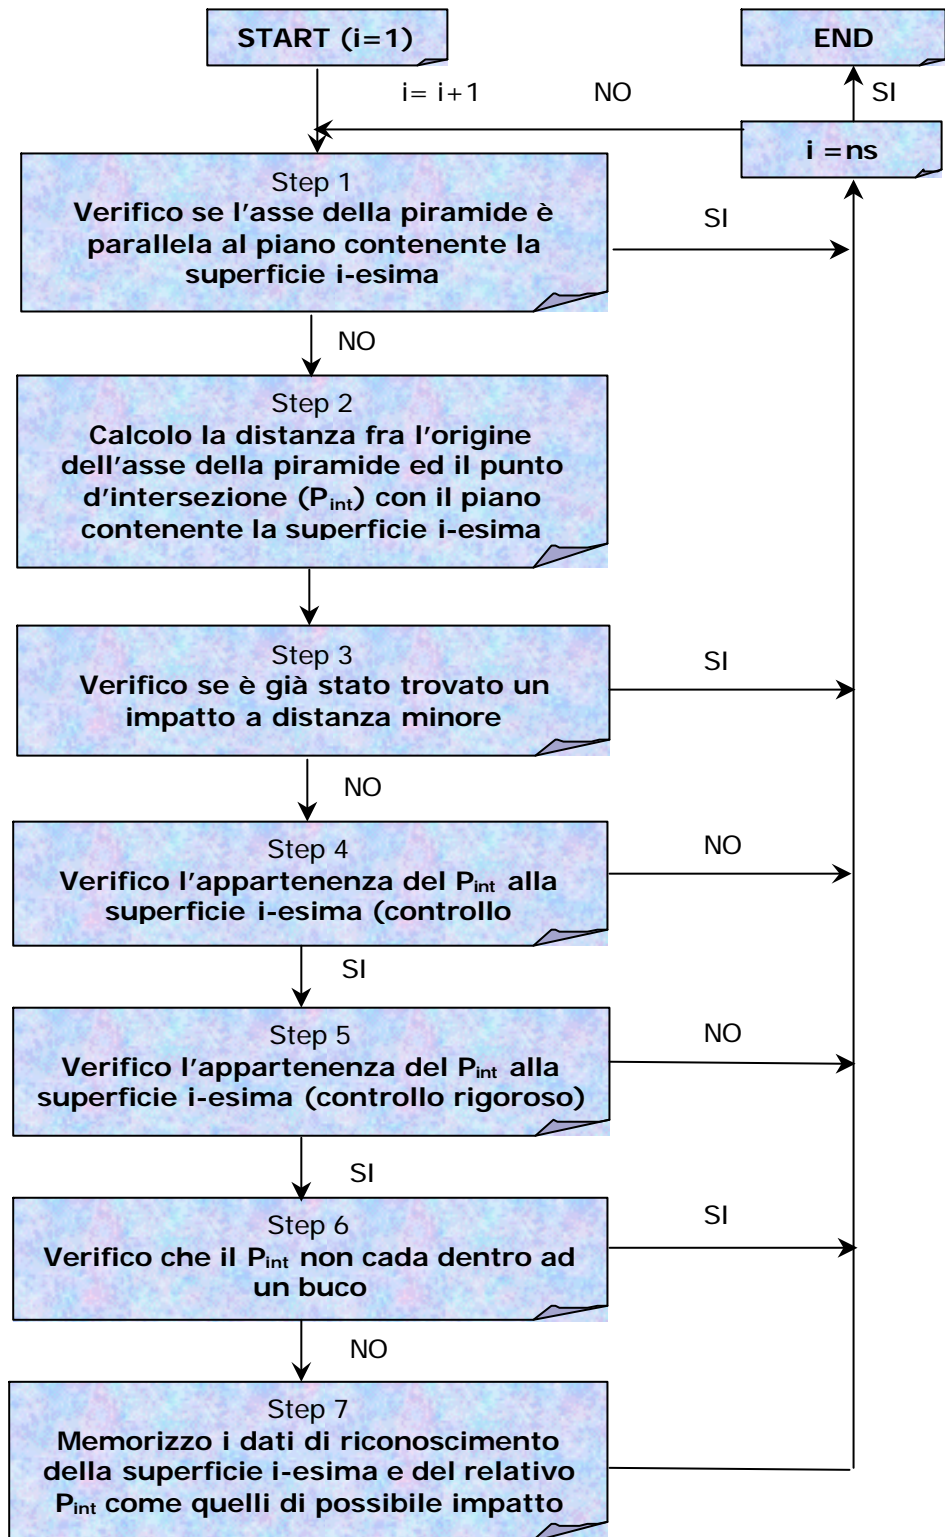 START (i=1)
END
i= i+1
NO
SI
i =ns
Step 1
Verifico se l'asse della piramide è
parallela al piano contenente la
superficie i-esima
SI
NO
Step 2
Calcolo la distanza fra l'origine
dell'asse della piramide ed il punto
d'intersezione (Pint) con il piano
contenente la superficie i-esima
Step 3
Verifico se è già stato trovato un
impatto a distanza minore
SI
NO
Step 4
Verifico l'appartenenza del Pint alla
superficie i-esima (controllo
NO
SI
Step 5
Verifico l'appartenenza del Pint alla
superficie i-esima (controllo rigoroso)
NO
SI
Step 6
Verifico che il Pint non cada dentro ad
un buco
SI
NO
Step 7
Memorizzo i dati di riconoscimento
della superficie i-esima e del relativo
Pint come quelli di possibile impatto